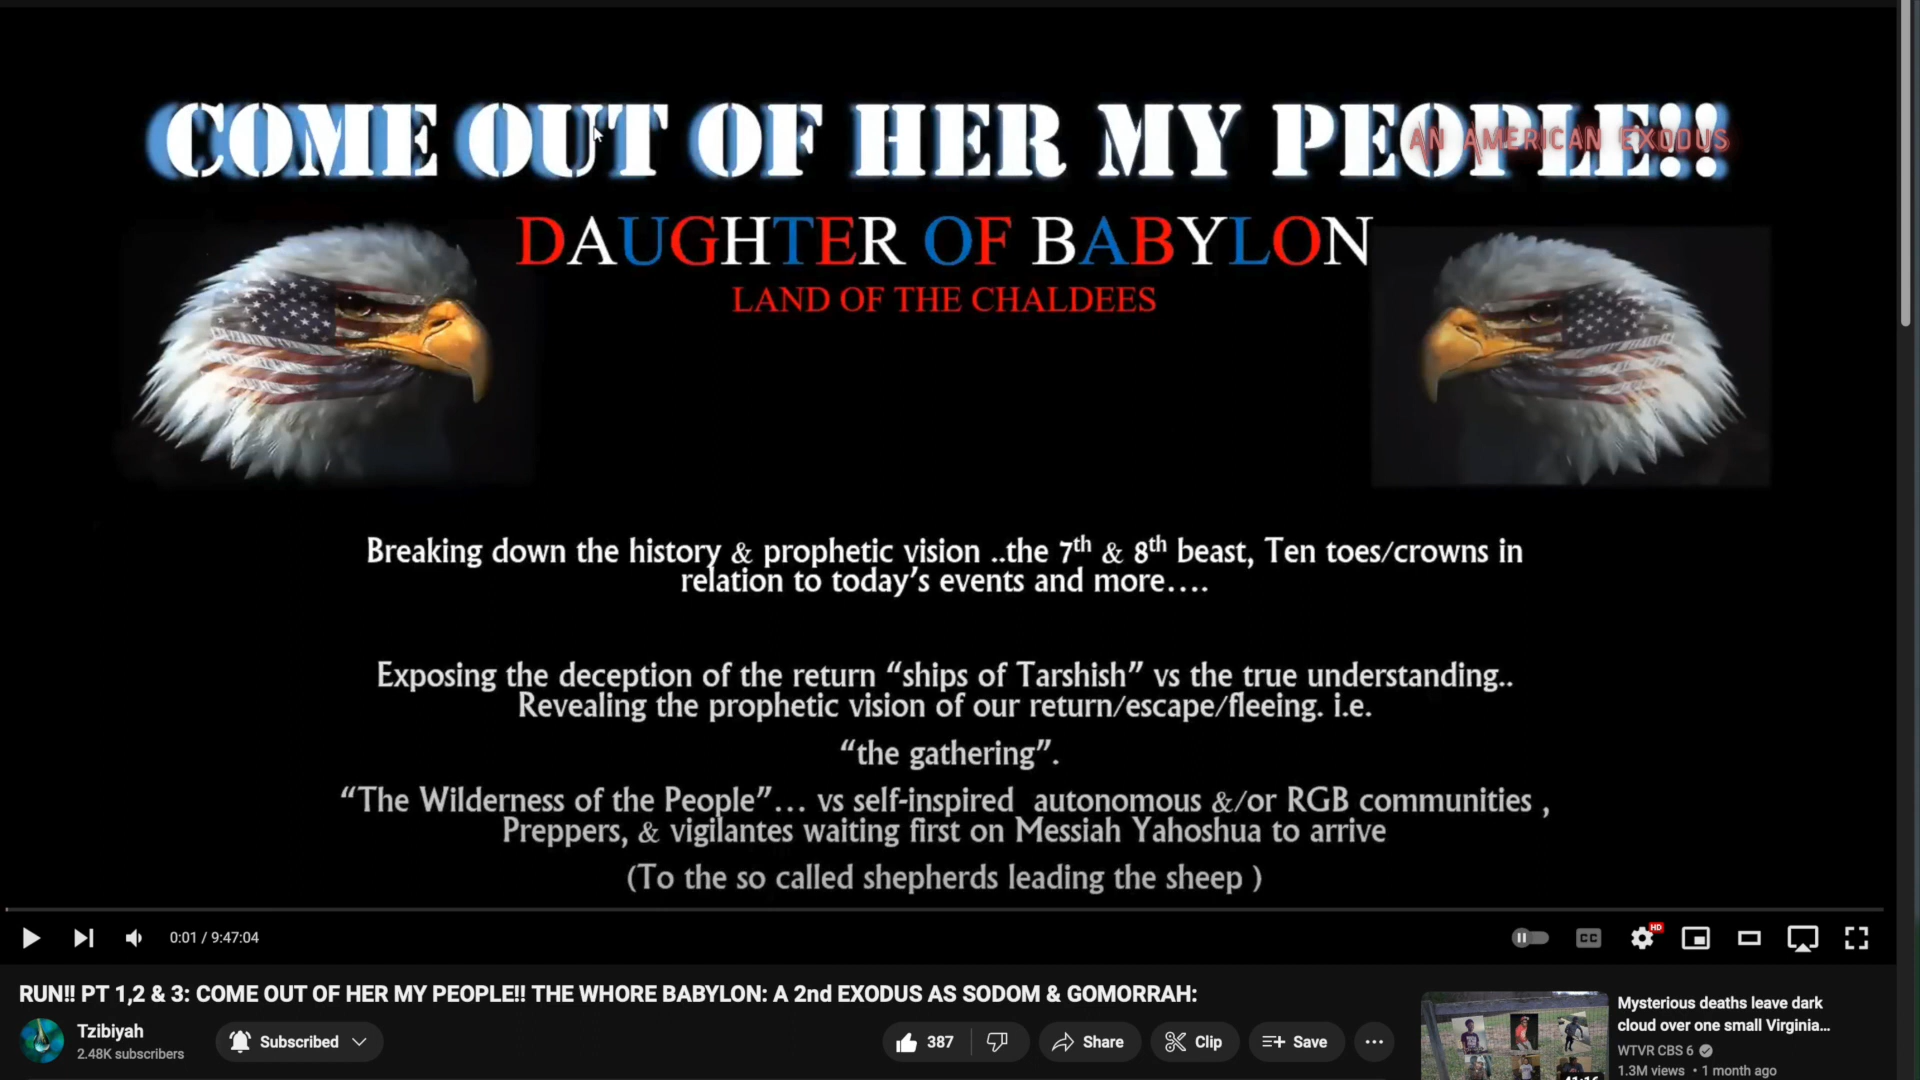 COME OUT OF HER MY PEOPLE!!
AN AMERICAN EXODUS
DAUGHTER OF BABYLON
LAND OF THE CHALDEES
Breaking down the history & prophetic vision ..the 7th & 8th beast, Ten toes/crowns in
relation to today's events and more….
Exposing the deception of the return “ships of Tarshish” vs the true understanding..
Revealing the prophetic vision of our return/escape/fleeing. i.e.
“the gathering”.
“The Wilderness of the People”… vs self-inspired autonomous &/or RGB communities ,
Preppers, & vigilantes waiting first on Messiah Yahoshua to arrive
(To the so called shepherds leading the sheep )
0:01 / 9:47:04
CC
HD
RUN!! PT 1,2 & 3: COME OUT OF HER MY PEOPLE!! THE WHORE BABYLON: A 2nd EXODUS AS SODOM & GOMORRAH:
Tzibiyah
2.48K subscribers
Subscribed
387
Share
Clip
Save
Mysterious deaths leave dark
cloud over one small Virginia...
WTVR CBS 6
1.3M views • 1 month ago